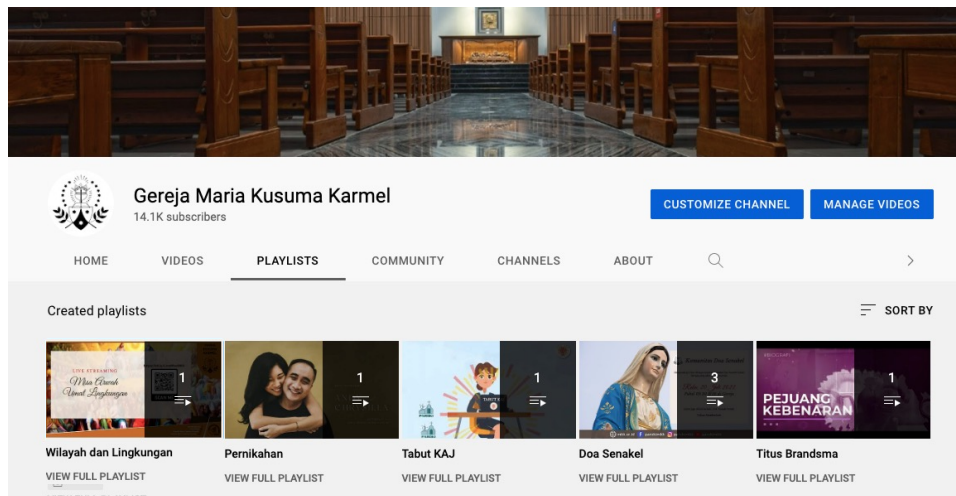 Gereja Maria Kusuma Karmel
14.1K subscribers
CUSTOMIZE CHANNEL
MANAGE VIDEOS
HOME
VIDEOS
PLAYLISTS
COMMUNITY
CHANNELS
ABOUT
Created playlists
SORT BY
LIVE STREAMING
Misa Arwah
Umat Lingkungan
1
1
TABUT
1
3
PEJUANG
KEBENARAN
1
Wilayah dan Lingkungan
Pernikahan
Tabut KAJ
Doa Senakel
Titus Brandsma
VIEW FULL PLAYLIST
VIEW FULL PLAYLIST
VIEW FULL PLAYLIST
VIEW FULL PLAYLIST
VIEW FULL PLAYLIST